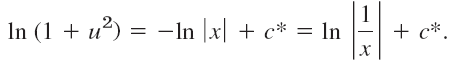 ln (1 + u²) = −ln |x| + c* = ln |1/x| + c*.